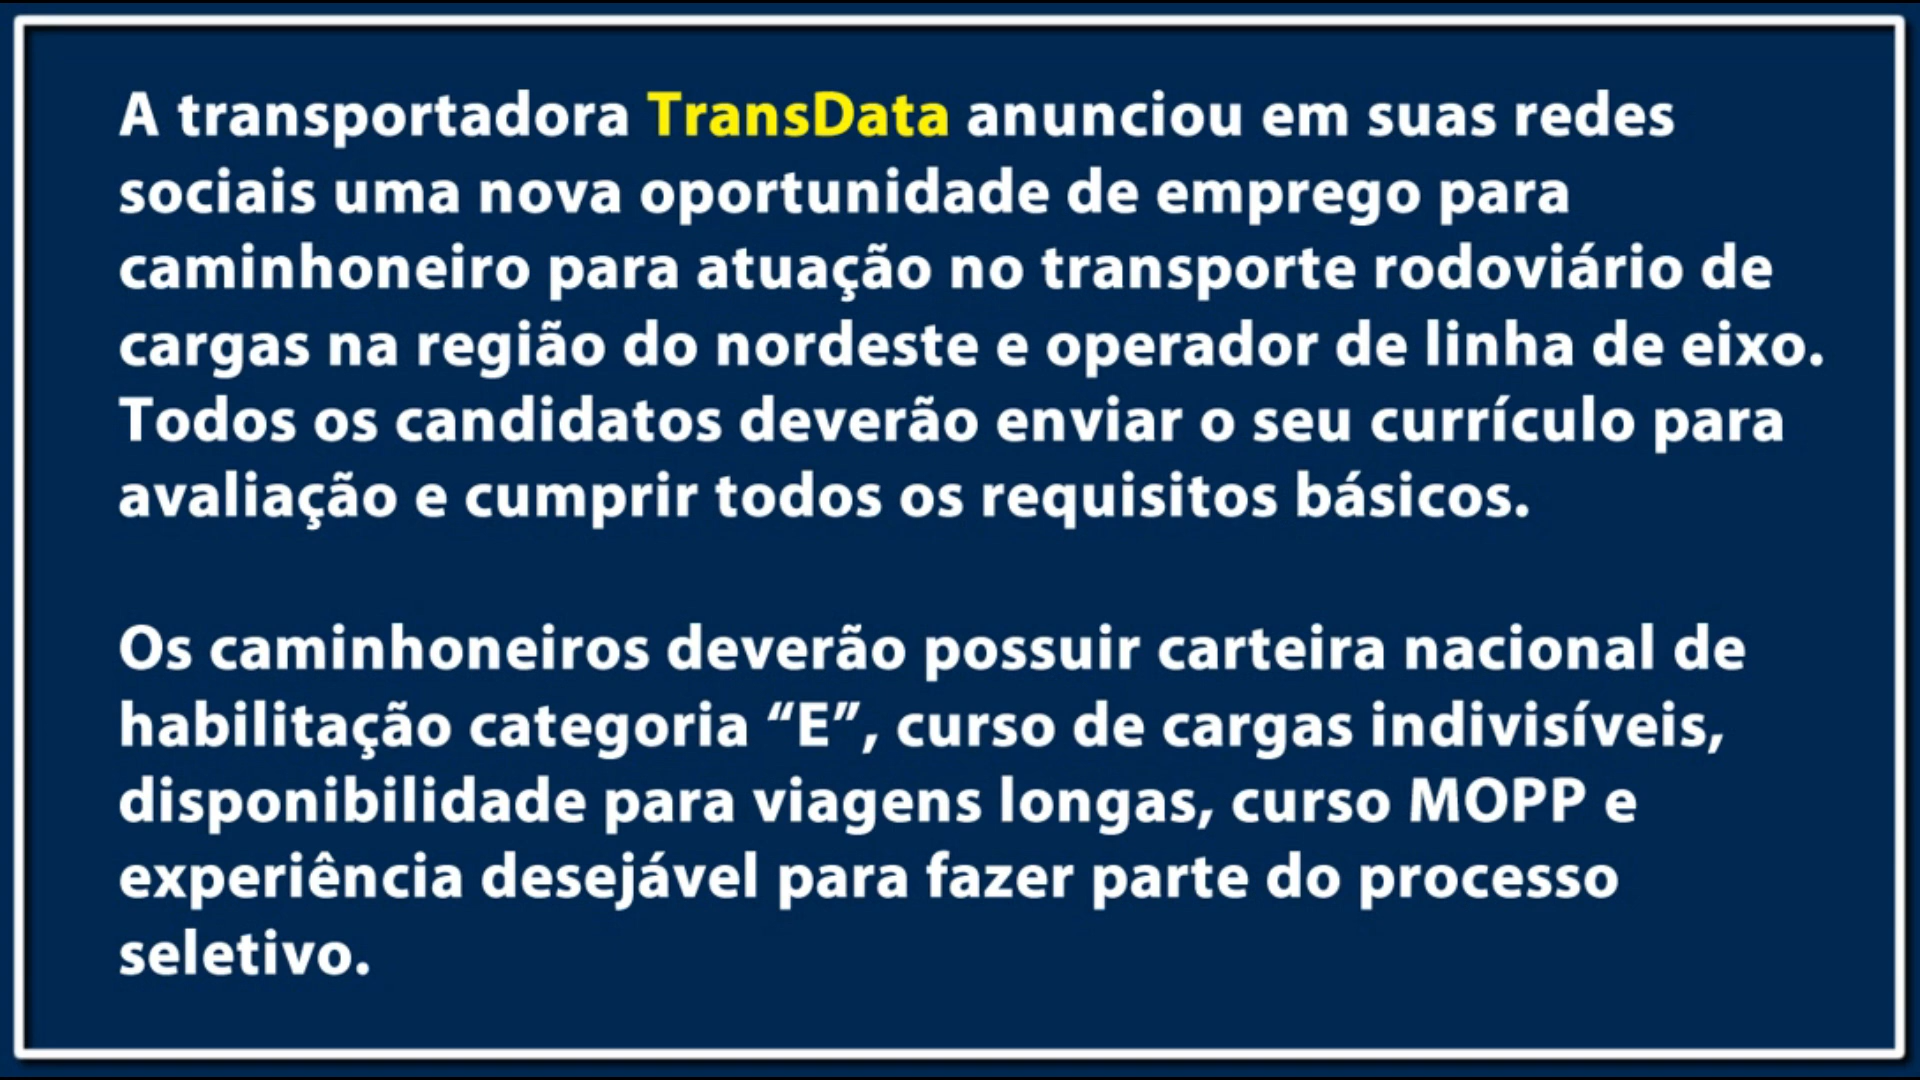 A transportadora TransData anunciou em suas redes
sociais uma nova oportunidade de emprego para
caminhoneiro para atuação no transporte rodoviário de
cargas na região do nordeste e operador de linha de eixo.
Todos os candidatos deverão enviar o seu currículo para
avaliação e cumprir todos os requisitos básicos.
Os caminhoneiros deverão possuir carteira nacional de
habilitação categoria “E”, curso de cargas indivisíveis,
disponibilidade para viagens longas, curso MOPP e
experiência desejável para fazer parte do processo
seletivo.